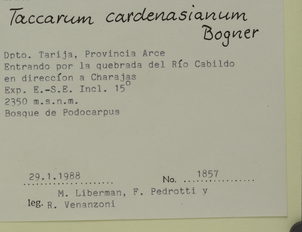 Taccarum cardenasianum
Bogner
Dpto. Tarija, Provincia Arce
Entrando por la quebrada del Río Cabildo
en direccíon a Charajas
Exp. E.-S.E. Incl. 15°
2350 m.s.n.m.
Bosque de Podocarpus
29.1.1988 No. 1857
M. Liberman, F. Pedrotti y
leg. R. Venanzoni